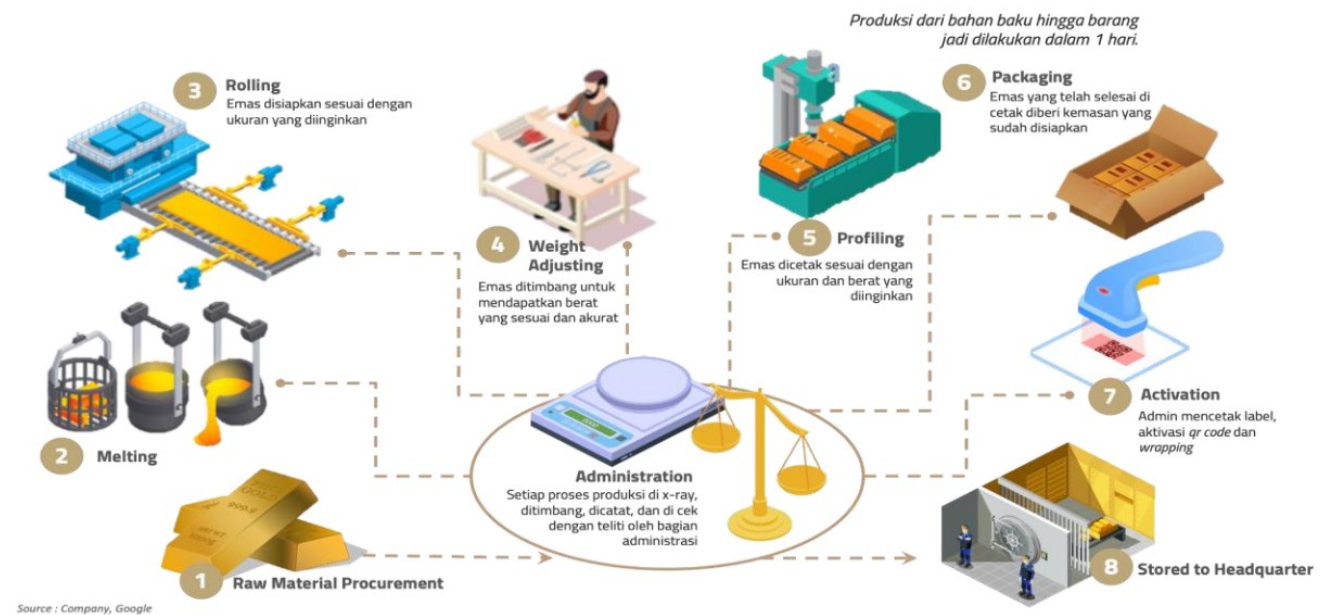 Produksi dari bahan baku hingga barang
jadi dilakukan dalam 1 hari.
3
Rolling
Emas disiapkan sesuai dengan
ukuran yang diinginkan
4
Weight
Adjusting
Emas ditimbang untuk
mendapatkan berat
yang sesuai dan akurat
5
Profiling
Emas dicetak sesuai dengan
ukuran dan berat yang
diinginkan
6
Packaging
Emas yang telah selesai di
cetak diberi kemasan yang
sudah disiapkan
2
Melting
7
Activation
Admin mencetak label,
aktivasi qr code dan
wrapping
Administration
Setiap proses produksi di x-ray,
ditimbang, dicatat, dan di cek
dengan teliti oleh bagian
administrasi
GOLD
999.9
1
Raw Material Procurement
8
Stored to Headquarter
Source : Company, Google